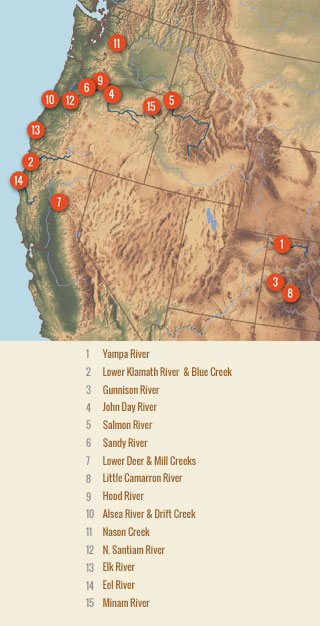 11
9
6
4
10
12
15
5
13
2
14
7
1
3
8
1 Yampa River
2 Lower Klamath River & Blue Creek
3 Gunnison River
4 John Day River
5 Salmon River
6 Sandy River
7 Lower Deer & Mill Creeks
8 Little Camarron River
9 Hood River
10 Alsea River & Drift Creek
11 Nason Creek
12 N. Santiam River
13 Elk River
14 Eel River
15 Minam River